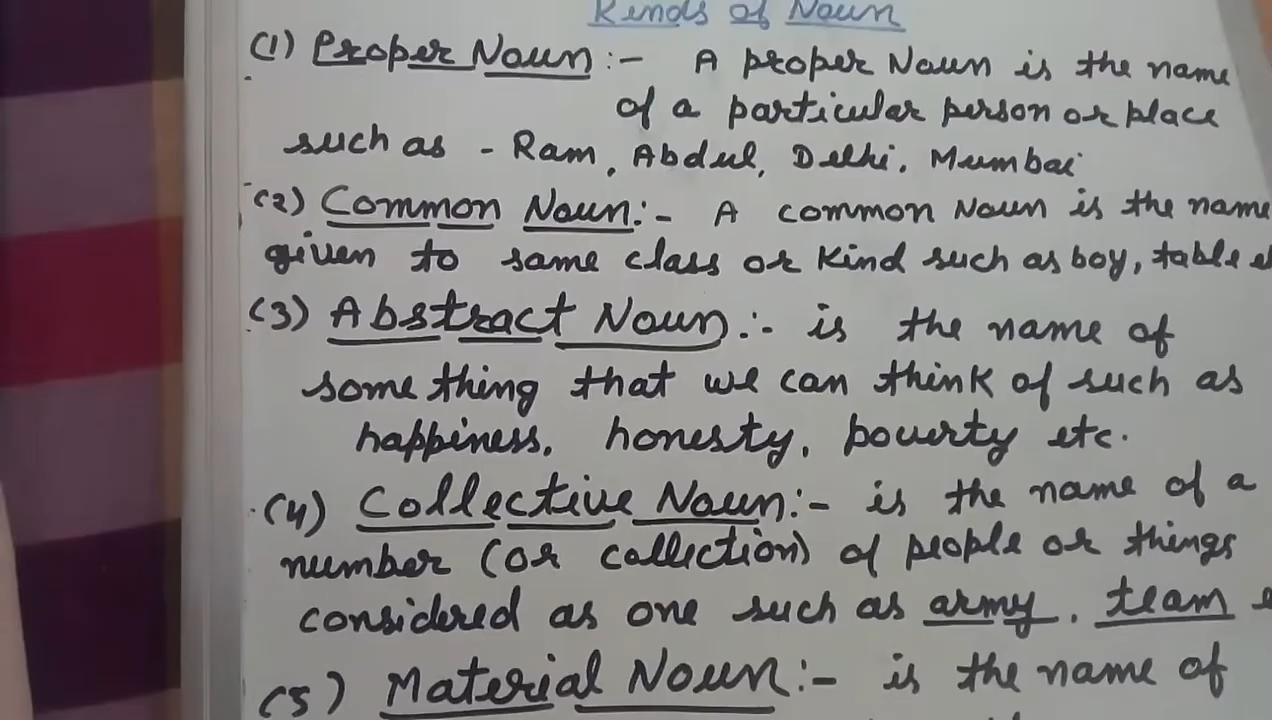 Kinds of Noun
(1) Proper Noun :- A proper Noun is the name
of a particular person or place
such as - Ram, Abdul, Delhi, Mumbai
(2) Common Noun:- A common Noun is the name
given to same class or kind such as boy, table
(3) Abstract Noun:- is the name of
something that we can think of such as
happiness, honesty, poverty etc.
(4) Collective Noun:- is the name of a
number (or collection) of people or things
considered as one such as army, team
(5) Material Noun:- is the name of